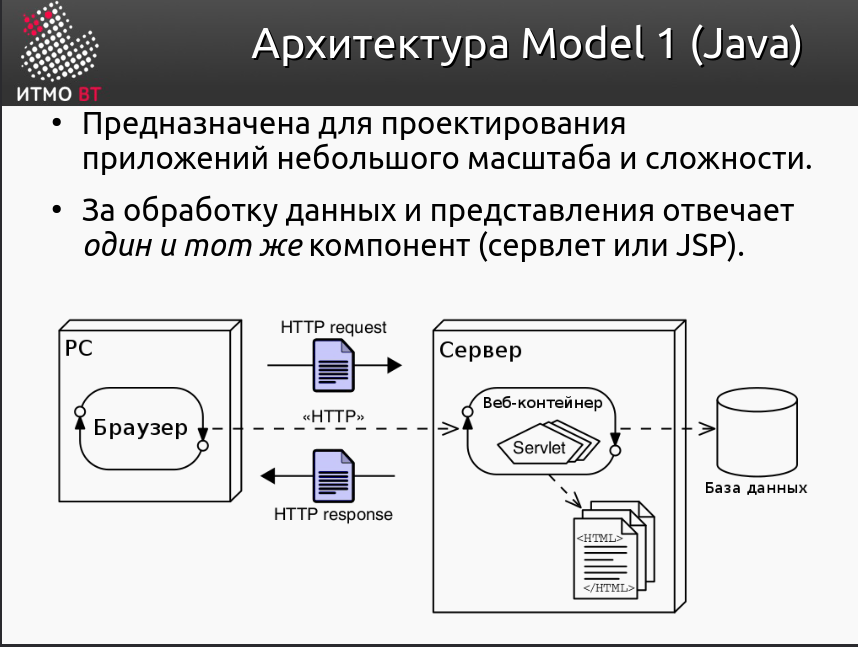 Архитектура Model 1 (Java)
ИТМО ВТ
• Предназначена для проектирования
приложений небольшого масштаба и сложности.
• За обработку данных и представления отвечает
один и тот же компонент (сервлет или JSP).
PC
Браузер
HTTP request
«HTTP»
HTTP response
Сервер
Веб-контейнер
Servlet
<HTML>
</HTML>
База данных